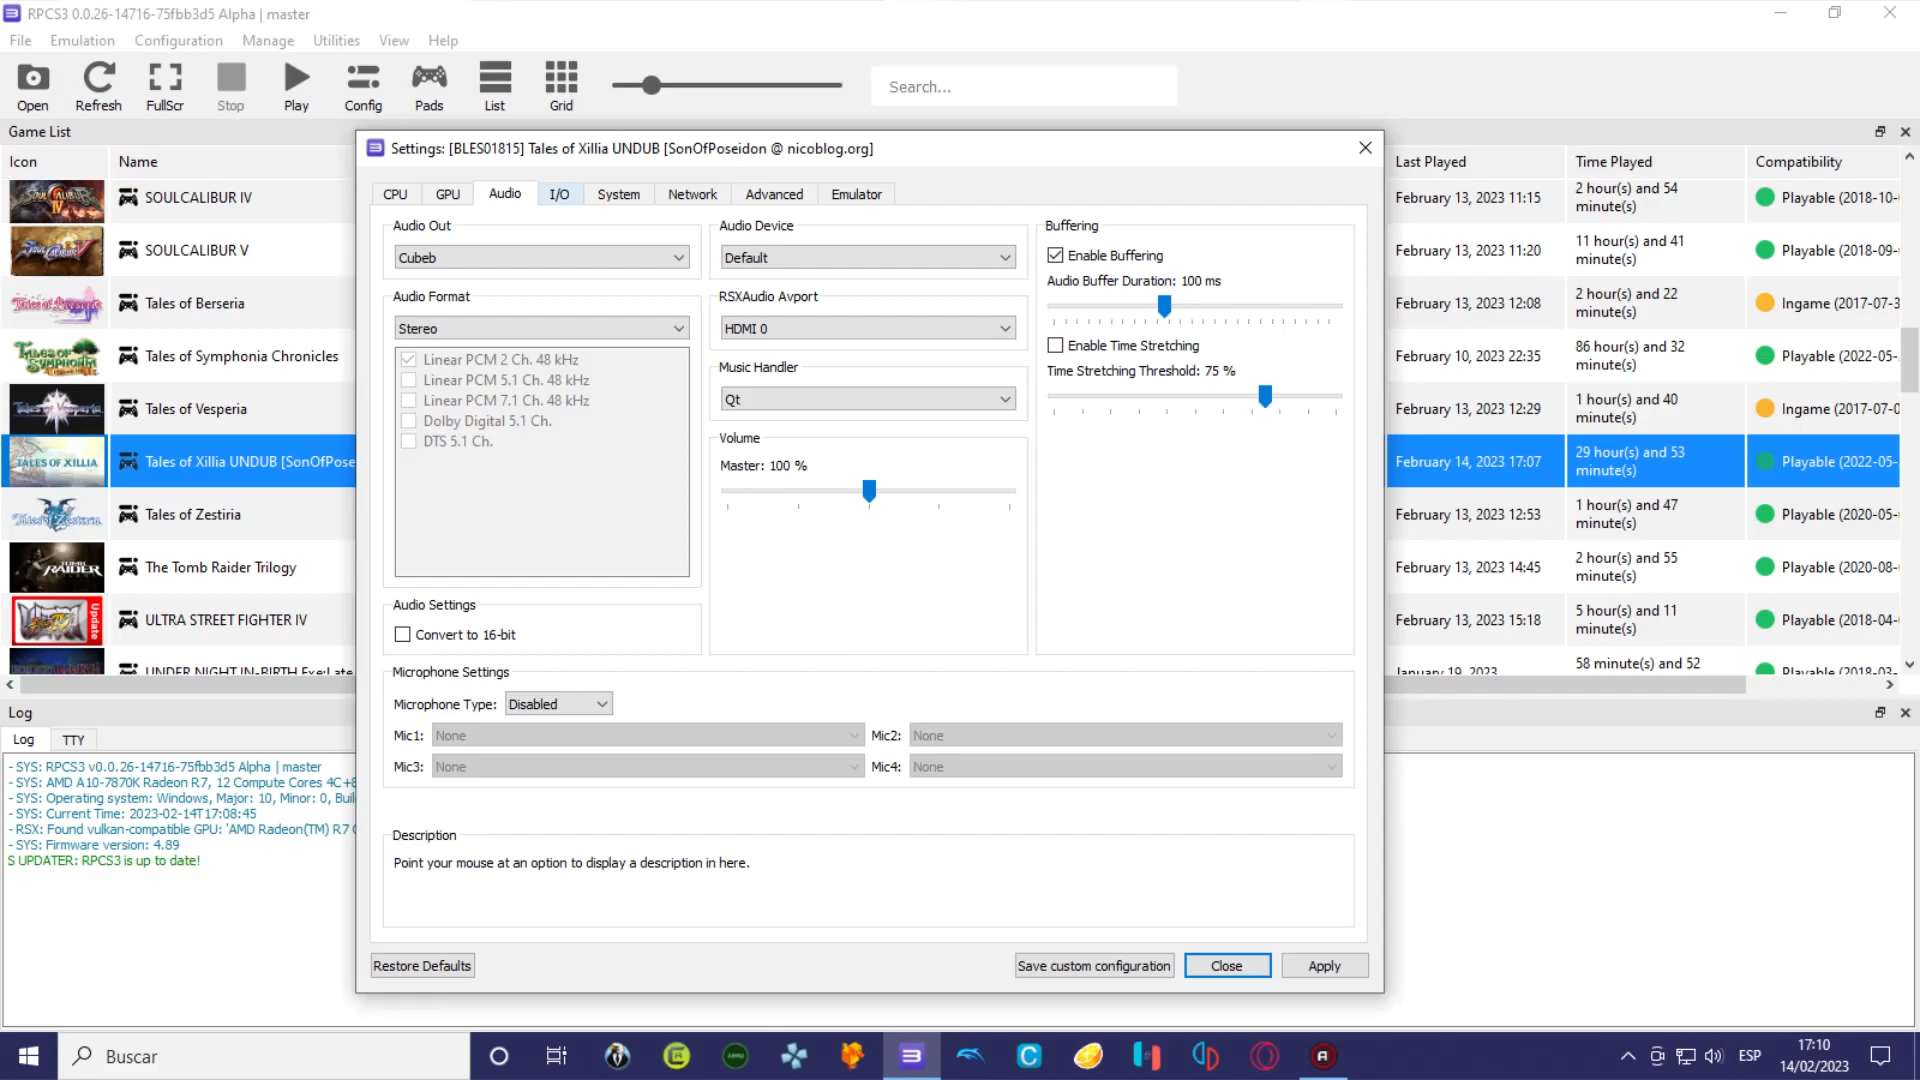 RPCS3 0.0.26-14716-75fbb3d5 Alpha | master
File Emulation Configuration Manage Utilities View Help
Open Refresh FullScr Stop Play Config Pads List Grid Search...
Game List
Icon Name Last Played Time Played Compatibility
SOULCALIBUR IV February 13, 2023 11:15 2 hour(s) and 54 minute(s) Playable (2018-10-
SOULCALIBUR V February 13, 2023 11:20 11 hour(s) and 41 minute(s) Playable (2018-09-
Tales of Berseria February 13, 2023 12:08 2 hour(s) and 22 minute(s) Ingame (2017-07-3
Tales of Symphonia Chronicles February 10, 2023 22:35 86 hour(s) and 32 minute(s) Playable (2022-05-
Tales of Vesperia February 13, 2023 12:29 1 hour(s) and 40 minute(s) Ingame (2017-07-0
TALES OF XILLIA Tales of Xillia UNDUB [SonOfPose February 14, 2023 17:07 29 hour(s) and 53 minute(s) Playable (2022-05-
Tales of Zestiria February 13, 2023 12:53 1 hour(s) and 47 minute(s) Playable (2020-05-
The Tomb Raider Trilogy February 13, 2023 14:45 2 hour(s) and 55 minute(s) Playable (2020-08-
Update ULTRA STREET FIGHTER IV February 13, 2023 15:18 5 hour(s) and 11 minute(s) Playable (2018-04-
UNDER NIGHT IN-BIRTH Exe:Late January 19, 2023 58 minute(s) and 52 Playable (2018-03-
Settings: [BLES01815] Tales of Xillia UNDUB [SonOfPoseidon @ nicoblog.org]
CPU GPU Audio I/O System Network Advanced Emulator
Audio Out
Cubeb
Audio Format
Stereo
Linear PCM 2 Ch. 48 kHz
Linear PCM 5.1 Ch. 48 kHz
Linear PCM 7.1 Ch. 48 kHz
Dolby Digital 5.1 Ch.
DTS 5.1 Ch.
Audio Settings
Convert to 16-bit
Audio Device
Default
RSXAudio Avport
HDMI 0
Music Handler
Qt
Volume
Master: 100 %
Buffering
Enable Buffering
Audio Buffer Duration: 100 ms
Enable Time Stretching
Time Stretching Threshold: 75 %
Microphone Settings
Microphone Type: Disabled
Mic1: None Mic2: None
Mic3: None Mic4: None
Description
Point your mouse at an option to display a description in here.
Restore Defaults Save custom configuration Close Apply
Log
Log TTY
- SYS: RPCS3 v0.0.26-14716-75fbb3d5 Alpha | master
- SYS: AMD A10-7870K Radeon R7, 12 Compute Cores 4C+8
- SYS: Operating system: Windows, Major: 10, Minor: 0, Buil
- SYS: Current Time: 2023-02-14T17:08:45
- RSX: Found vulkan-compatible GPU: 'AMD Radeon(TM) R7 G
- SYS: Firmware version: 4.89
S UPDATER: RPCS3 is up to date!
Buscar ESP 17:10
14/02/2023